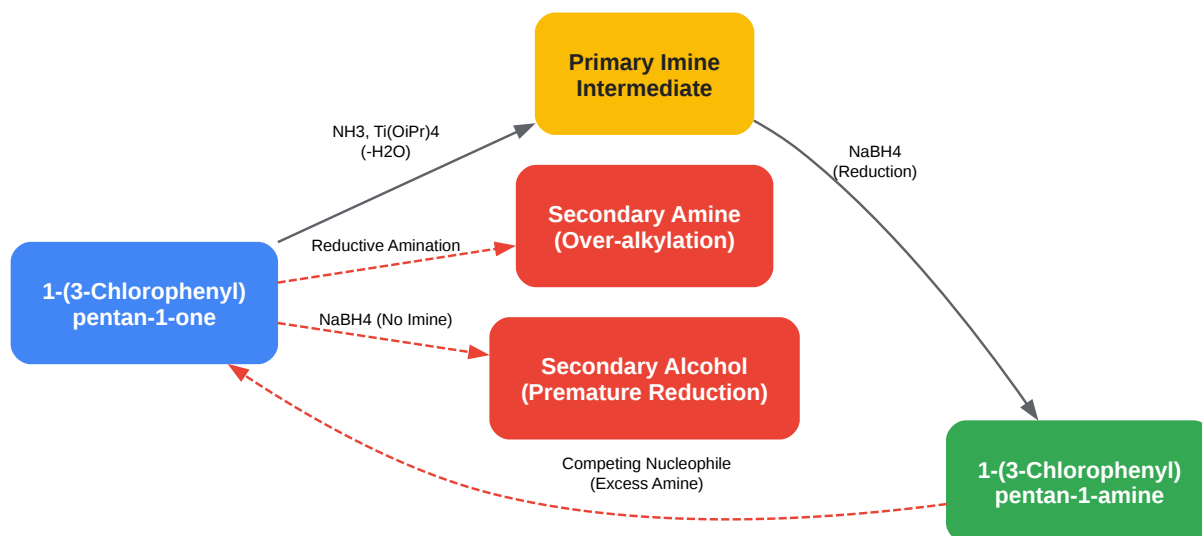 Primary Imine
Intermediate
NH3, Ti(OiPr)4
(-H2O)
NaBH4
(Reduction)
Secondary Amine
(Over-alkylation)
Reductive Amination
1-(3-Chlorophenyl)
pentan-1-one
NaBH4 (No Imine)
Secondary Alcohol
(Premature Reduction)
Competing Nucleophile
(Excess Amine)
1-(3-Chlorophenyl)
pentan-1-amine